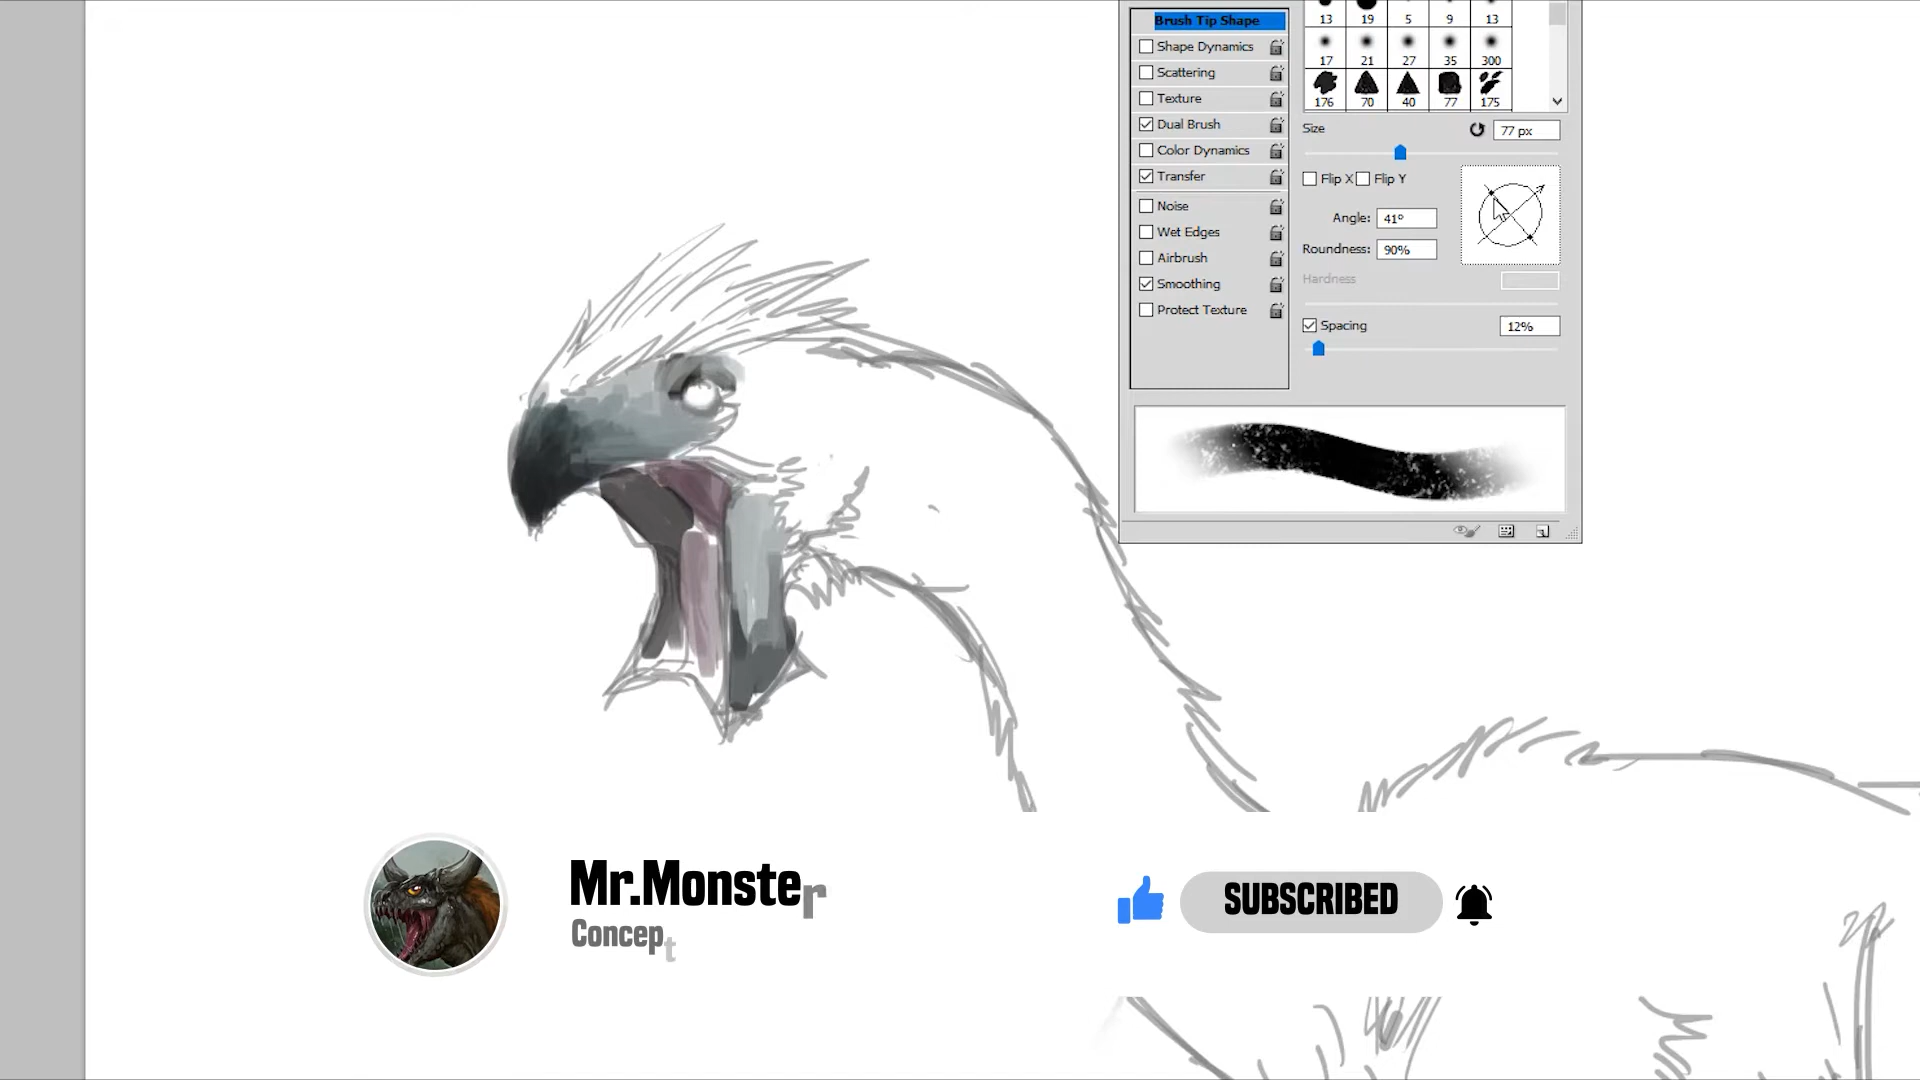 Brush Tip Shape
Shape Dynamics
Scattering
Texture
Dual Brush
Color Dynamics
Transfer
Noise
Wet Edges
Airbrush
Smoothing
Protect Texture
13 19 5 9 13
17 21 27 35 300
176 70 40 77 175
Size 77 px
Flip X Flip Y
Angle: 41º
Roundness: 90%
Hardness
Spacing 12%
Mr.Monster
Concept
SUBSCRIBED